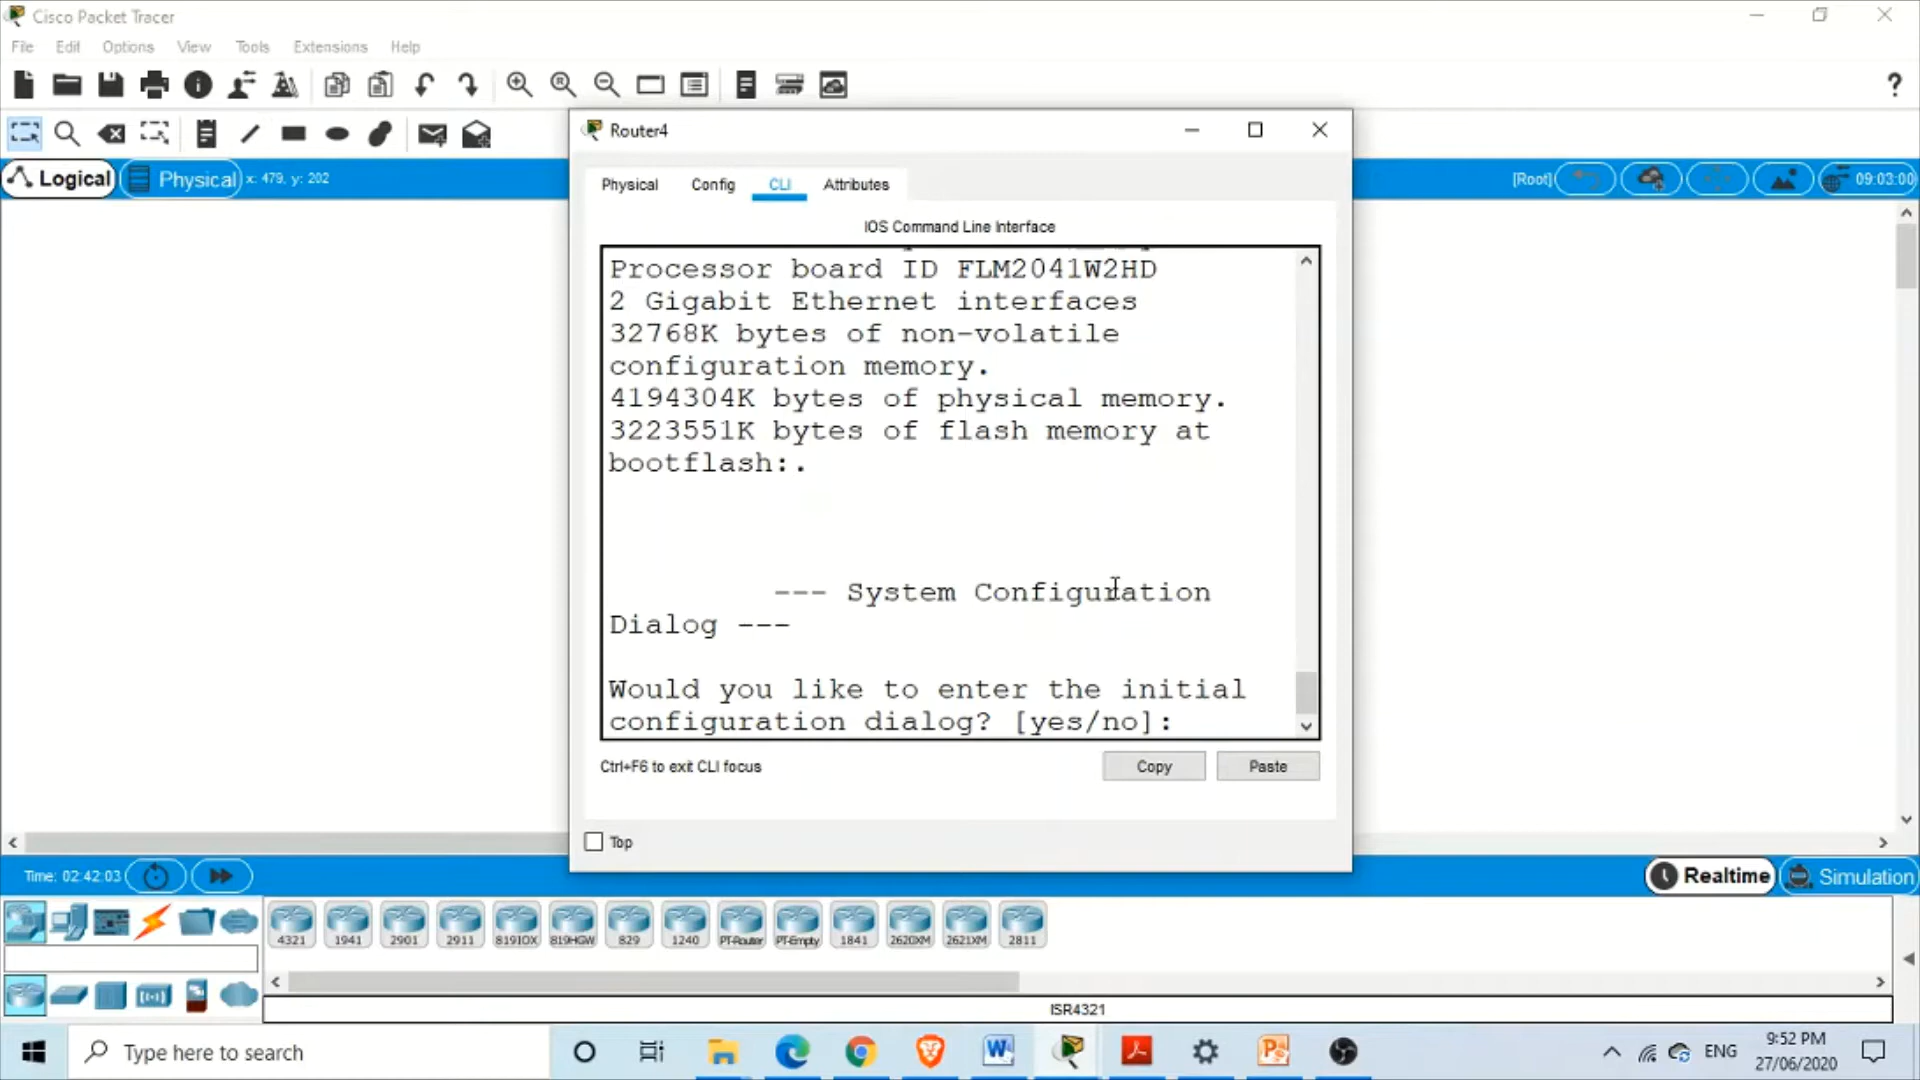 Cisco Packet Tracer
File Edit Options View Tools Extensions Help
?
Router4
Logical Physical x: 479, y: 202
[Root] 09:03:00
Physical Config CLI Attributes
IOS Command Line Interface
Processor board ID FLM2041W2HD
2 Gigabit Ethernet interfaces
32768K bytes of non-volatile
configuration memory.
4194304K bytes of physical memory.
3223551K bytes of flash memory at
bootflash:.
--- System Configuration
Dialog ---
Would you like to enter the initial
configuration dialog? [yes/no]:
Ctrl+F6 to exit CLI focus
Copy Paste
Top
Time: 02:42:03
Realtime Simulation
4321 1941 2901 2911 819IOX 819HGW 829 1240 PT-Router PT-Empty 1841 2620XM 2621XM 2811
ISR4321
Type here to search
ENG
9:52 PM
27/06/2020